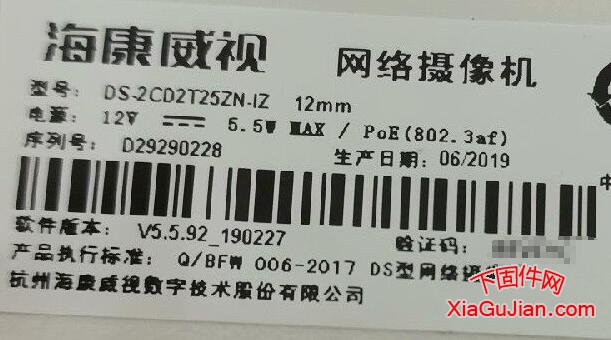 海康威视 网络摄像机
型号: DS-2CD2T25ZN-IZ 12mm
电源: 12V 5.5W MAX / PoE(802.3af)
序列号: D29290228 生产日期: 06/2019
软件版本: V5.5.92_190227 验证码:
产品执行标准: Q/BFW 006-2017 DS型网络摄
杭州海康威视数字技术股份有限公司
中
下固件网
XiaGuJian.com